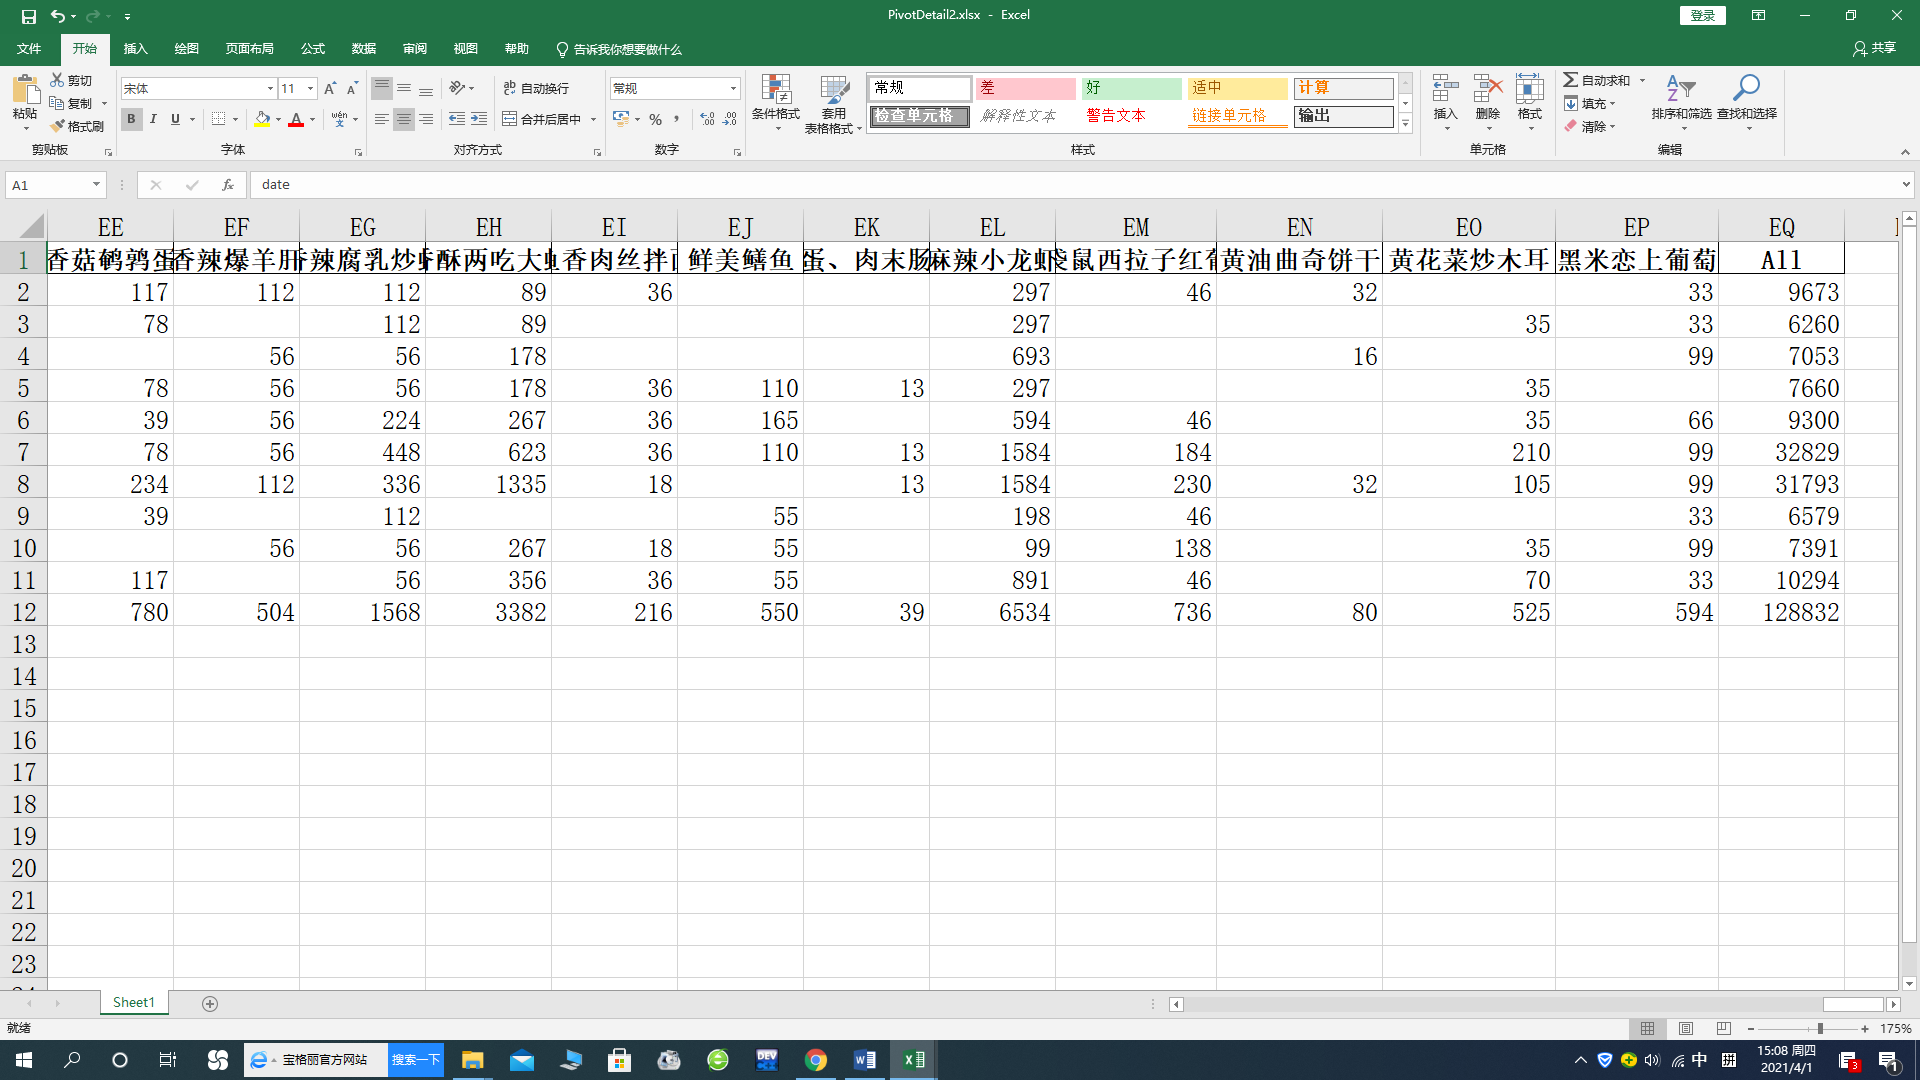 PivotDetail2.xlsx - Excel
登录
文件 开始 插入 绘图 页面布局 公式 数据 审阅 视图 帮助 告诉我你想要做什么 共享
粘贴 剪切 复制 格式刷 剪贴板
宋体 11 B I U A wén 文 字体
ab 自动换行 合并后居中 对齐方式
常规 % 数字
条件格式 套用表格格式
常规 差 好 适中 计算
检查单元格 解释性文本 警告文本 链接单元格 输出
样式
插入 删除 格式 单元格
自动求和 填充 清除 排序和筛选 查找和选择 编辑
A1 fx date
EE EF EG EH EI EJ EK EL EM EN EO EP EQ
1 香菇鹌鹑蛋 香辣爆羊肝 辣腐乳炒 酥两吃大 香肉丝拌 鲜美鳝鱼 蛋、肉末肠 麻辣小龙虾 鼠西拉子红 黄油曲奇饼干 黄花菜炒木耳 黑米恋上葡萄 All
2 117 112 112 89 36 297 46 32 33 9673
3 78 112 89 297 35 33 6260
4 56 56 178 693 16 99 7053
5 78 56 56 178 36 110 13 297 35 7660
6 39 56 224 267 36 165 594 46 35 66 9300
7 78 56 448 623 36 110 13 1584 184 210 99 32829
8 234 112 336 1335 18 13 1584 230 32 105 99 31793
9 39 112 55 198 46 33 6579
10 56 56 267 18 55 99 138 35 99 7391
11 117 56 356 36 55 891 46 70 33 10294
12 780 504 1568 3382 216 550 39 6534 736 80 525 594 128832
13
14
15
16
17
18
19
20
21
22
23
Sheet1
就绪 175%
宝格丽官方网站 搜索一下 DEV 中 拼 15:08 周四 3 1
2021/4/1